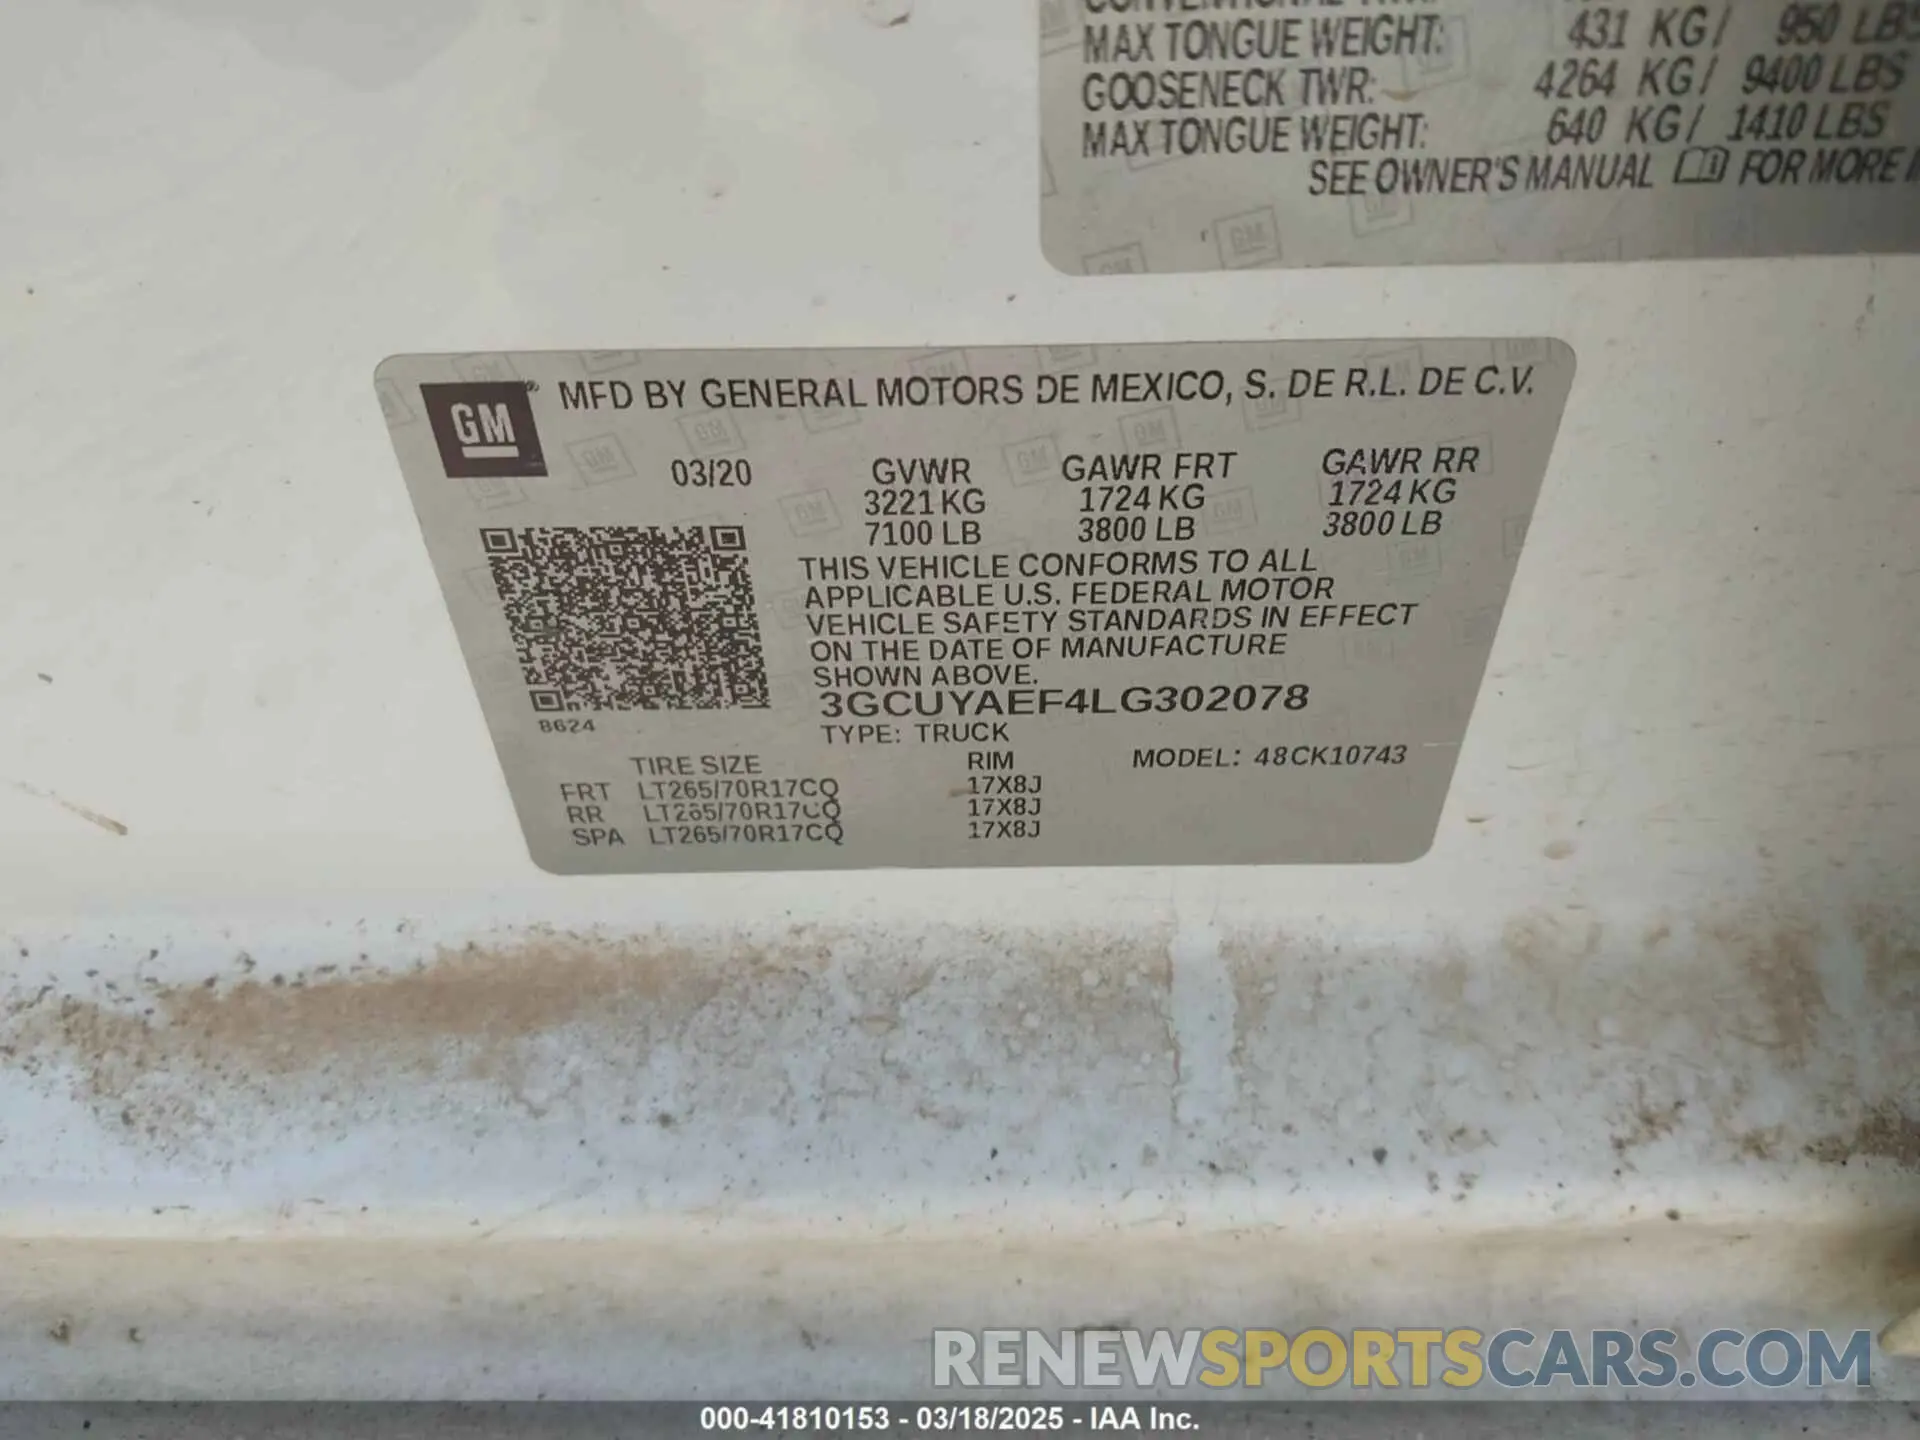 MAX TONGUE WEIGHT: 431 KG/ 950 LBS
GOOSENECK TWR: 4264 KG/ 9400 LBS
MAX TONGUE WEIGHT: 640 KG/ 1410 LBS
SEE OWNER'S MANUAL FOR MORE
GM
GM ® MFD BY GENERAL MOTORS DE MEXICO, S. DE R.L. DE C.V.
03/20 GVWR GAWR FRT GAWR RR
3221 KG 1724 KG 1724 KG
7100 LB 3800 LB 3800 LB
THIS VEHICLE CONFORMS TO ALL
APPLICABLE U.S. FEDERAL MOTOR
VEHICLE SAFETY STANDARDS IN EFFECT
ON THE DATE OF MANUFACTURE
SHOWN ABOVE.
3GCUYAEF4LG302078
8624
TYPE: TRUCK
TIRE SIZE RIM MODEL: 48CK10743
FRT LT265/70R17CQ 17X8J
RR LT265/70R17CQ 17X8J
SPA LT265/70R17CQ 17X8J
RENEWSPORTSCARS.COM
000-41810153 - 03/18/2025 - IAA Inc.